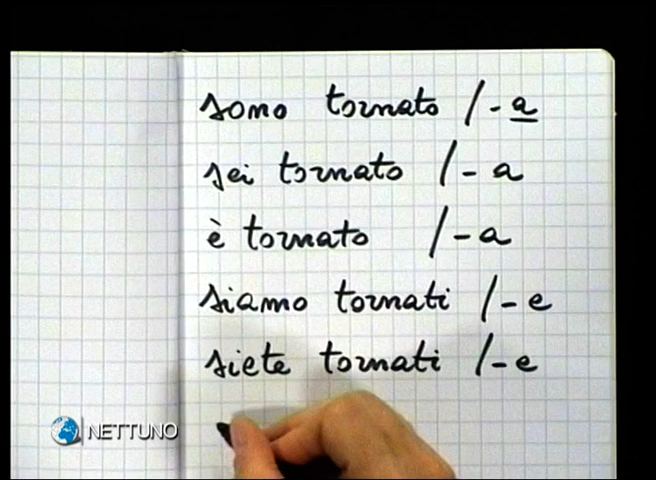 sono tornato /-a
sei tornato /-a
è tornato /-a
siamo tornati /-e
siete tornati /-e
NETTUNO